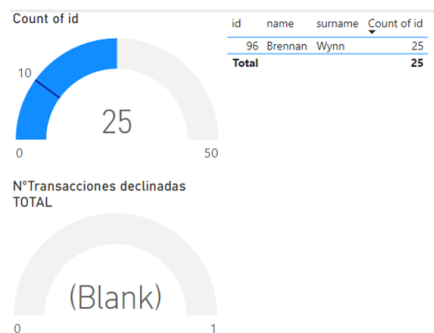 Count of id
10
25
0 50
id name surname Count of id
96 Brennan Wynn 25
Total 25
NºTransacciones declinadas
TOTAL
(Blank)
0 1